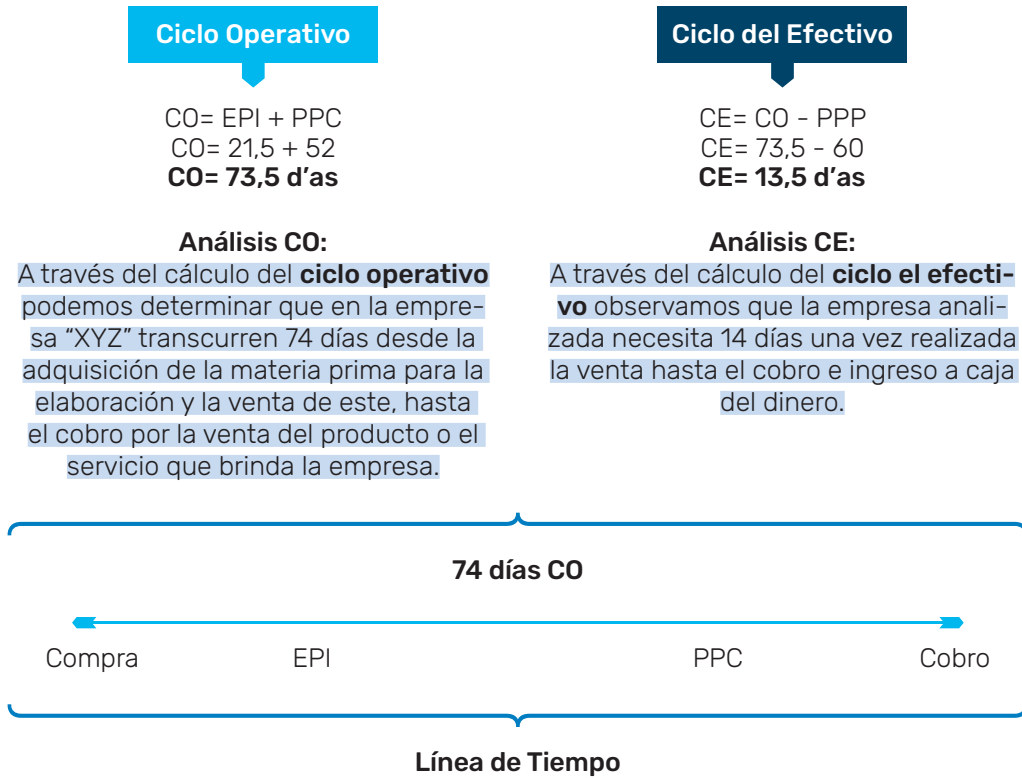 Ciclo Operativo
CO= EPI + PPC
CO= 21,5 + 52
CO= 73,5 d’as
Análisis CO:
A través del cálculo del ciclo operativo
podemos determinar que en la empre-
sa “XYZ” transcurren 74 días desde la
adquisición de la materia prima para la
elaboración y la venta de este, hasta
el cobro por la venta del producto o el
servicio que brinda la empresa.
Ciclo del Efectivo
CE= CO - PPP
CE= 73,5 - 60
CE= 13,5 d’as
Análisis CE:
A través del cálculo del ciclo el efecti-
vo observamos que la empresa anali-
zada necesita 14 días una vez realizada
la venta hasta el cobro e ingreso a caja
del dinero.
74 días CO
Compra EPI PPC Cobro
Línea de Tiempo